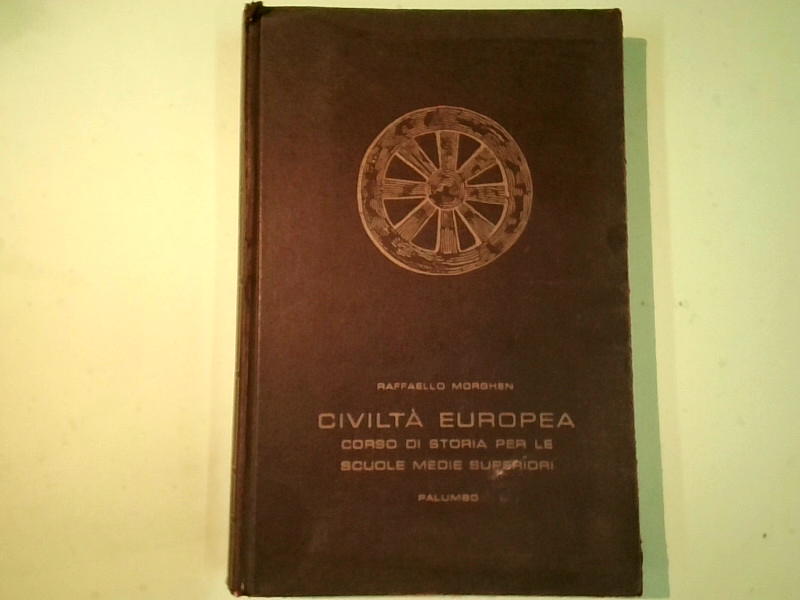 RAFFAELLO MORGHEN
CIVILTÀ EUROPEA
CORSO DI STORIA PER LE
SCUOLE MEDIE SUPERIORI
PALUMBO